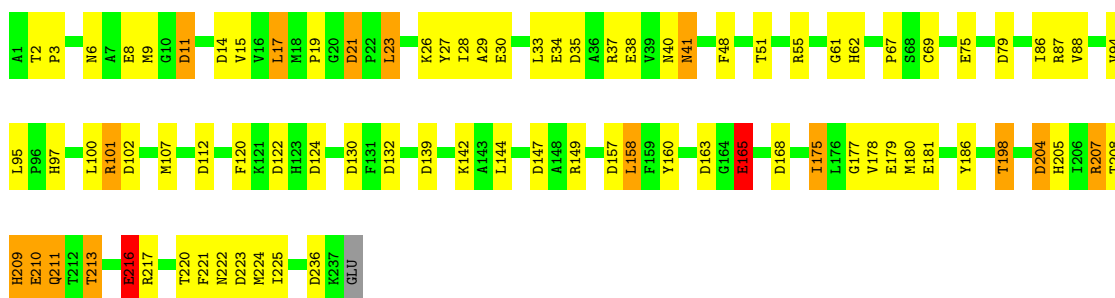 A1 T2 P3 N6 A7 E8 M9 G10 D11 D14 V15 V16 L17 M18 P19 G20 D21 P22 L23 K26 Y27 I28 A29 E30 L33 E34 D35 A36 R37 E38 V39 N40 N41 F48 T51 R55 G61 H62 P67 S68 C69 E75 D79 I86 R87 V88 V94
L95 P96 H97 L100 R101 D102 M107 D112 F120 K121 D122 H123 D124 D130 F131 D132 D139 K142 A143 L144 D147 A148 R149 D157 L158 F159 Y160 D163 G164 E165 D168 I175 L176 G177 V178 E179 M180 E181 Y186 T198 D204 H205 I206 R207 T208
H209 E210 Q211 T212 T213 E216 R217 T220 F221 N222 D223 M224 I225 D236 K237 GLU